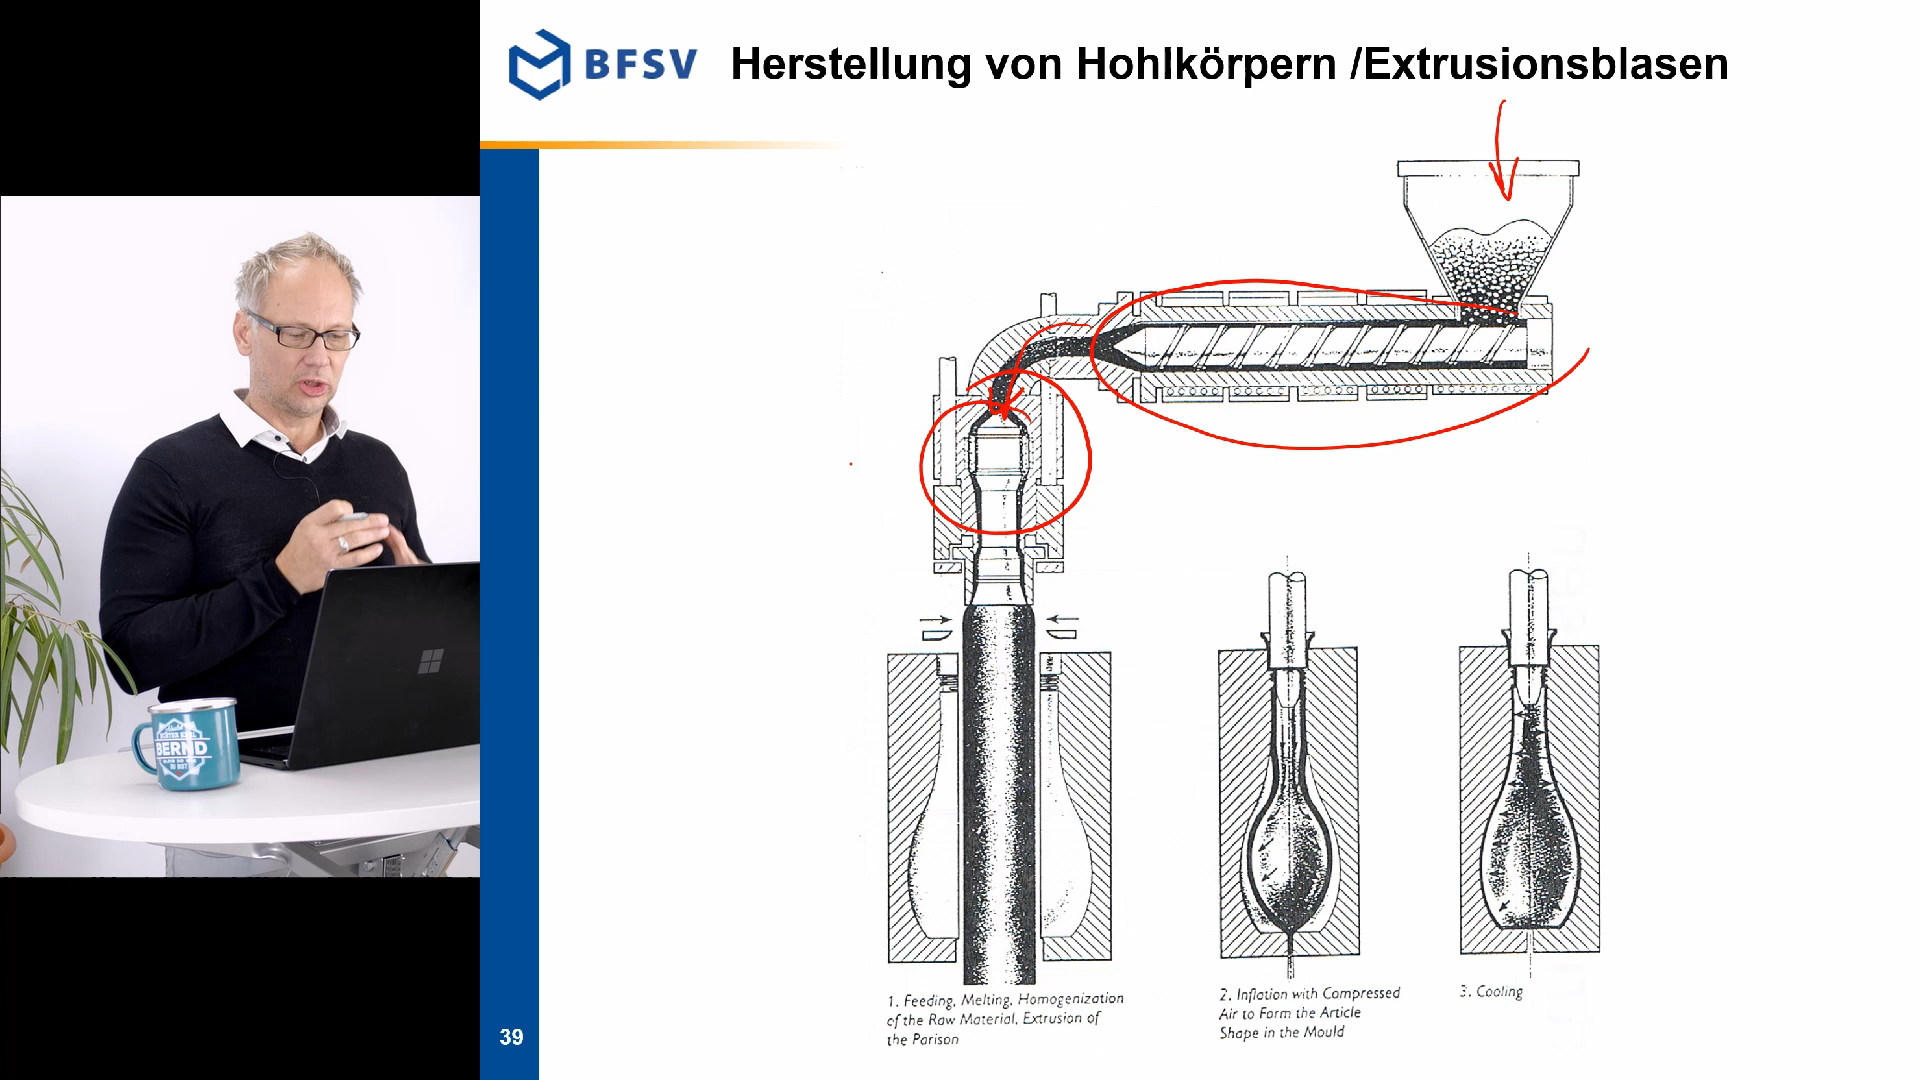 BFSV
Herstellung von Hohlkörpern /Extrusionsblasen
BERND
1. Feeding, Melting, Homogenization
of the Raw Material, Extrusion of
the Parison
2. Inflation with Compressed
Air to Form the Article
Shape in the Mould
3. Cooling
39